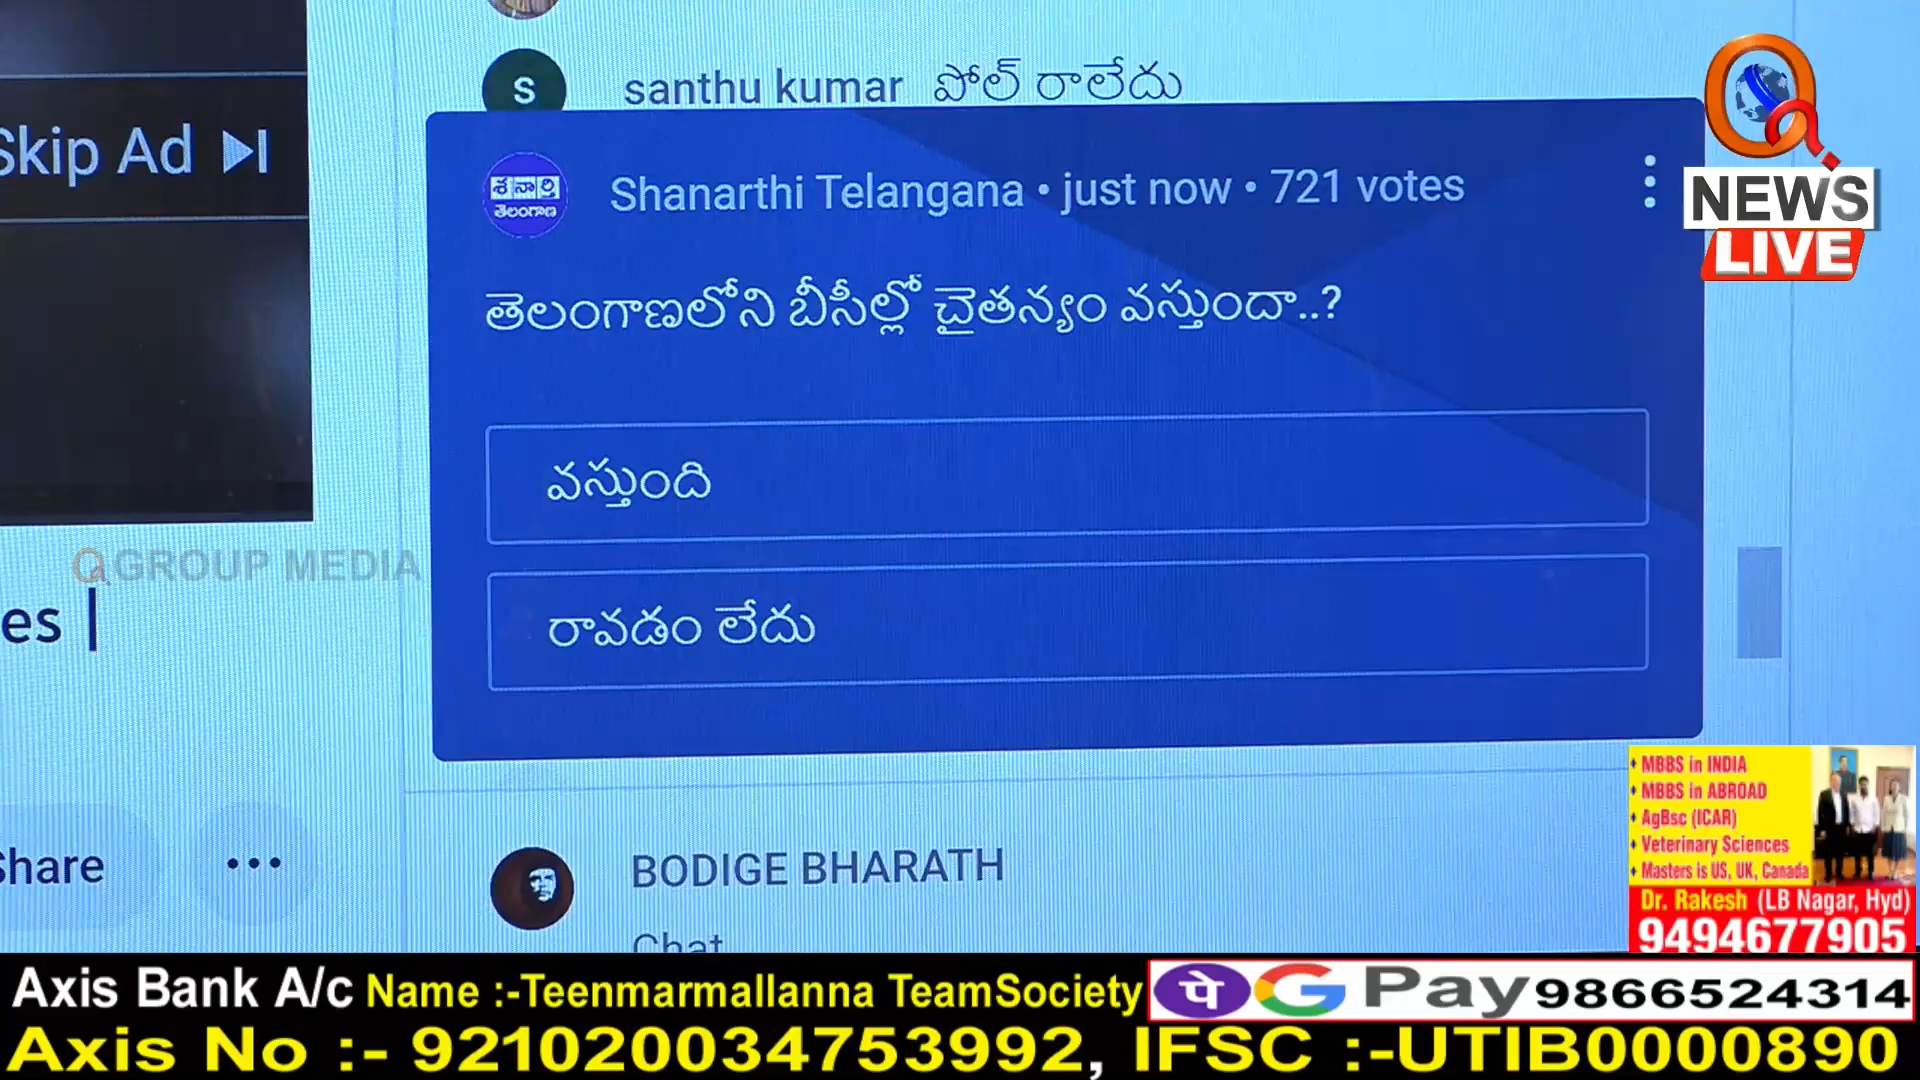 santhu kumar పోల్ రాలేదు
Skip Ad
శనార్తి
తెలంగాణ
Shanarthi Telangana • just now • 721 votes
తెలంగాణలోని బీసీల్లో చైతన్యం వస్తుందా..?
వస్తుంది
రావడం లేదు
Q
NEWS
LIVE
GROUP MEDIA
es |
Share
BODIGE BHARATH
Chat
MBBS in INDIA
MBBS in ABROAD
AgBsc (ICAR)
Veterinary Sciences
Masters is US, UK, Canada
Dr. Rakesh (LB Nagar, Hyd)
9494677905
Axis Bank A/c Name :-Teenmarmallanna TeamSociety पे G Pay 9866524314
Axis No :- 921020034753992, IFSC :-UTIB0000890